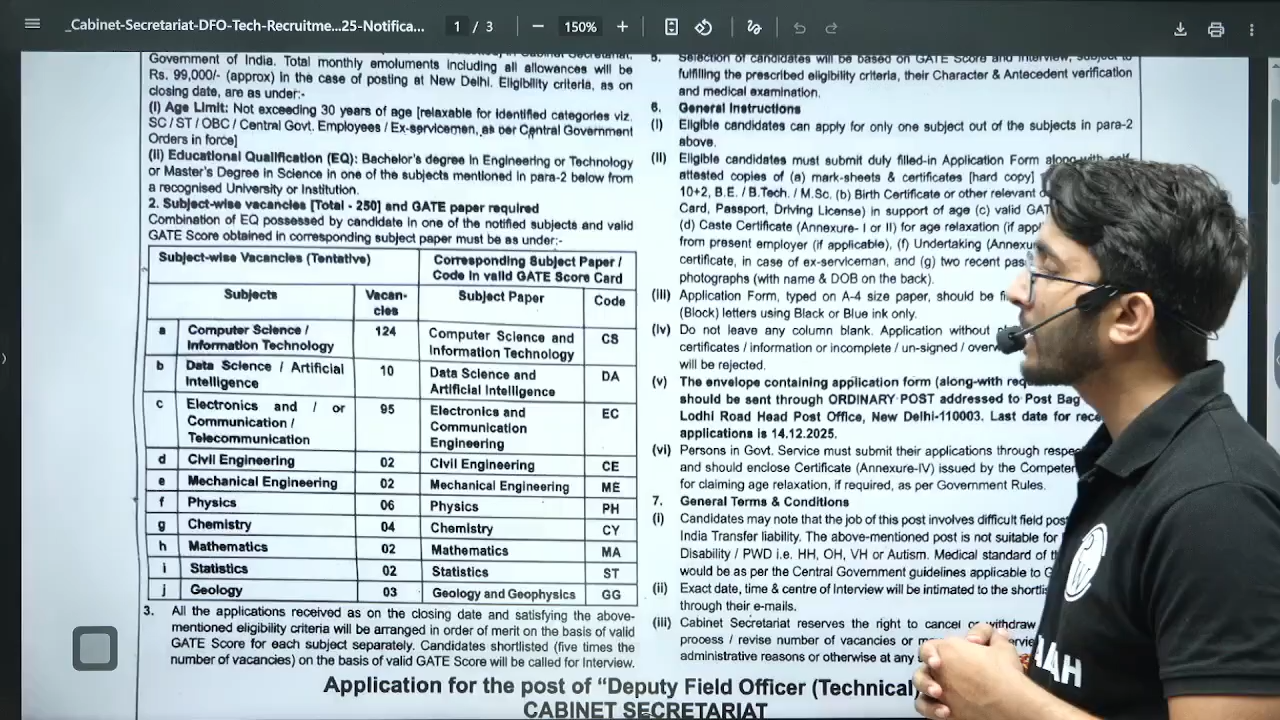 _Cabinet-Secretariat-DFO-Tech-Recruitme...25-Notifica...
1 / 3
150%
Government of India. Total monthly emoluments including all allowances will be
Rs. 99,000/- (approx) in the case of posting at New Delhi. Eligibility criteria, as on
closing date, are as under:-
(i) Age Limit: Not exceeding 30 years of age [relaxable for identified categories viz.
SC / ST / OBC / Central Govt. Employees / Ex-servicemen, as per Central Government
Orders in force]
(ii) Educational Qualification (EQ): Bachelor's degree in Engineering or Technology
or Master's Degree in Science in one of the subjects mentioned in para-2 below from
a recognised University or Institution.
2. Subject-wise vacancies [Total - 250] and GATE paper required
Combination of EQ possessed by candidate in one of the notified subjects and valid
GATE Score obtained in corresponding subject paper must be as under:-
Subject-wise Vacancies (Tentative)
Corresponding Subject Paper /
Code in valid GATE Score Card
Subjects
Vacan-
cies
Subject Paper
Code
a
Computer Science /
Information Technology
124
Computer Science and
Information Technology
CS
b
Data Science / Artificial
Intelligence
10
Data Science and
Artificial Intelligence
DA
c
Electronics and / or
Communication /
Telecommunication
95
Electronics and
Communication
Engineering
EC
d
Civil Engineering
02
Civil Engineering
CE
e
Mechanical Engineering
02
Mechanical Engineering
ME
f
Physics
06
Physics
PH
g
Chemistry
04
Chemistry
CY
h
Mathematics
02
Mathematics
MA
i
Statistics
02
Statistics
ST
j
Geology
03
Geology and Geophysics
GG
3. All the applications received as on the closing date and satisfying the above-
mentioned eligibility criteria will be arranged in order of merit on the basis of valid
GATE Score for each subject separately. Candidates shortlisted (five times the
number of vacancies) on the basis of valid GATE Score will be called for Interview.
5. Selection of candidates will be based on GATE Score and Interview, subject to
fulfilling the prescribed eligibility criteria, their Character & Antecedent verification
and medical examination.
6. General Instructions
(i) Eligible candidates can apply for only one subject out of the subjects in para-2
above.
(ii) Eligible candidates must submit duly filled-in Application Form along-with self
attested copies of (a) mark-sheets & certificates [hard copy]
10+2, B.E. / B.Tech. / M.Sc. (b) Birth Certificate or other relevant
Card, Passport, Driving License) in support of age (c) valid
(d) Caste Certificate (Annexure- I or II) for age relaxation (if
from present employer (if applicable), (f) Undertaking
certificate, in case of ex-serviceman, and (g) two recent
photographs (with name & DOB on the back).
(iii) Application Form, typed on A-4 size paper, should be
(Block) letters using Black or Blue ink only.
(iv) Do not leave any column blank. Application without
certificates / information or incomplete / un-signed /
will be rejected.
(v) The envelope containing application form (along-with
should be sent through ORDINARY POST addressed to Post Bag
Lodhi Road Head Post Office, New Delhi-110003. Last date for
applications is 14.12.2025.
(vi) Persons in Govt. Service must submit their applications through
and should enclose Certificate (Annexure-IV) issued by the
for claiming age relaxation, if required, as per Government Rules.
7. General Terms & Conditions
(i) Candidates may note that the job of this post involves difficult field
India Transfer liability. The above-mentioned post is not suitable for
Disability / PWD i.e. HH, OH, VH or Autism. Medical standard of
would be as per the Central Government guidelines applicable to
(ii) Exact date, time & centre of Interview will be intimated to the
through their e-mails.
(iii) Cabinet Secretariat reserves the right to cancel or withdraw
process / revise number of vacancies or
administrative reasons or otherwise at any
Application for the post of "Deputy Field Officer (Technical)
CABINET SECRETARIAT